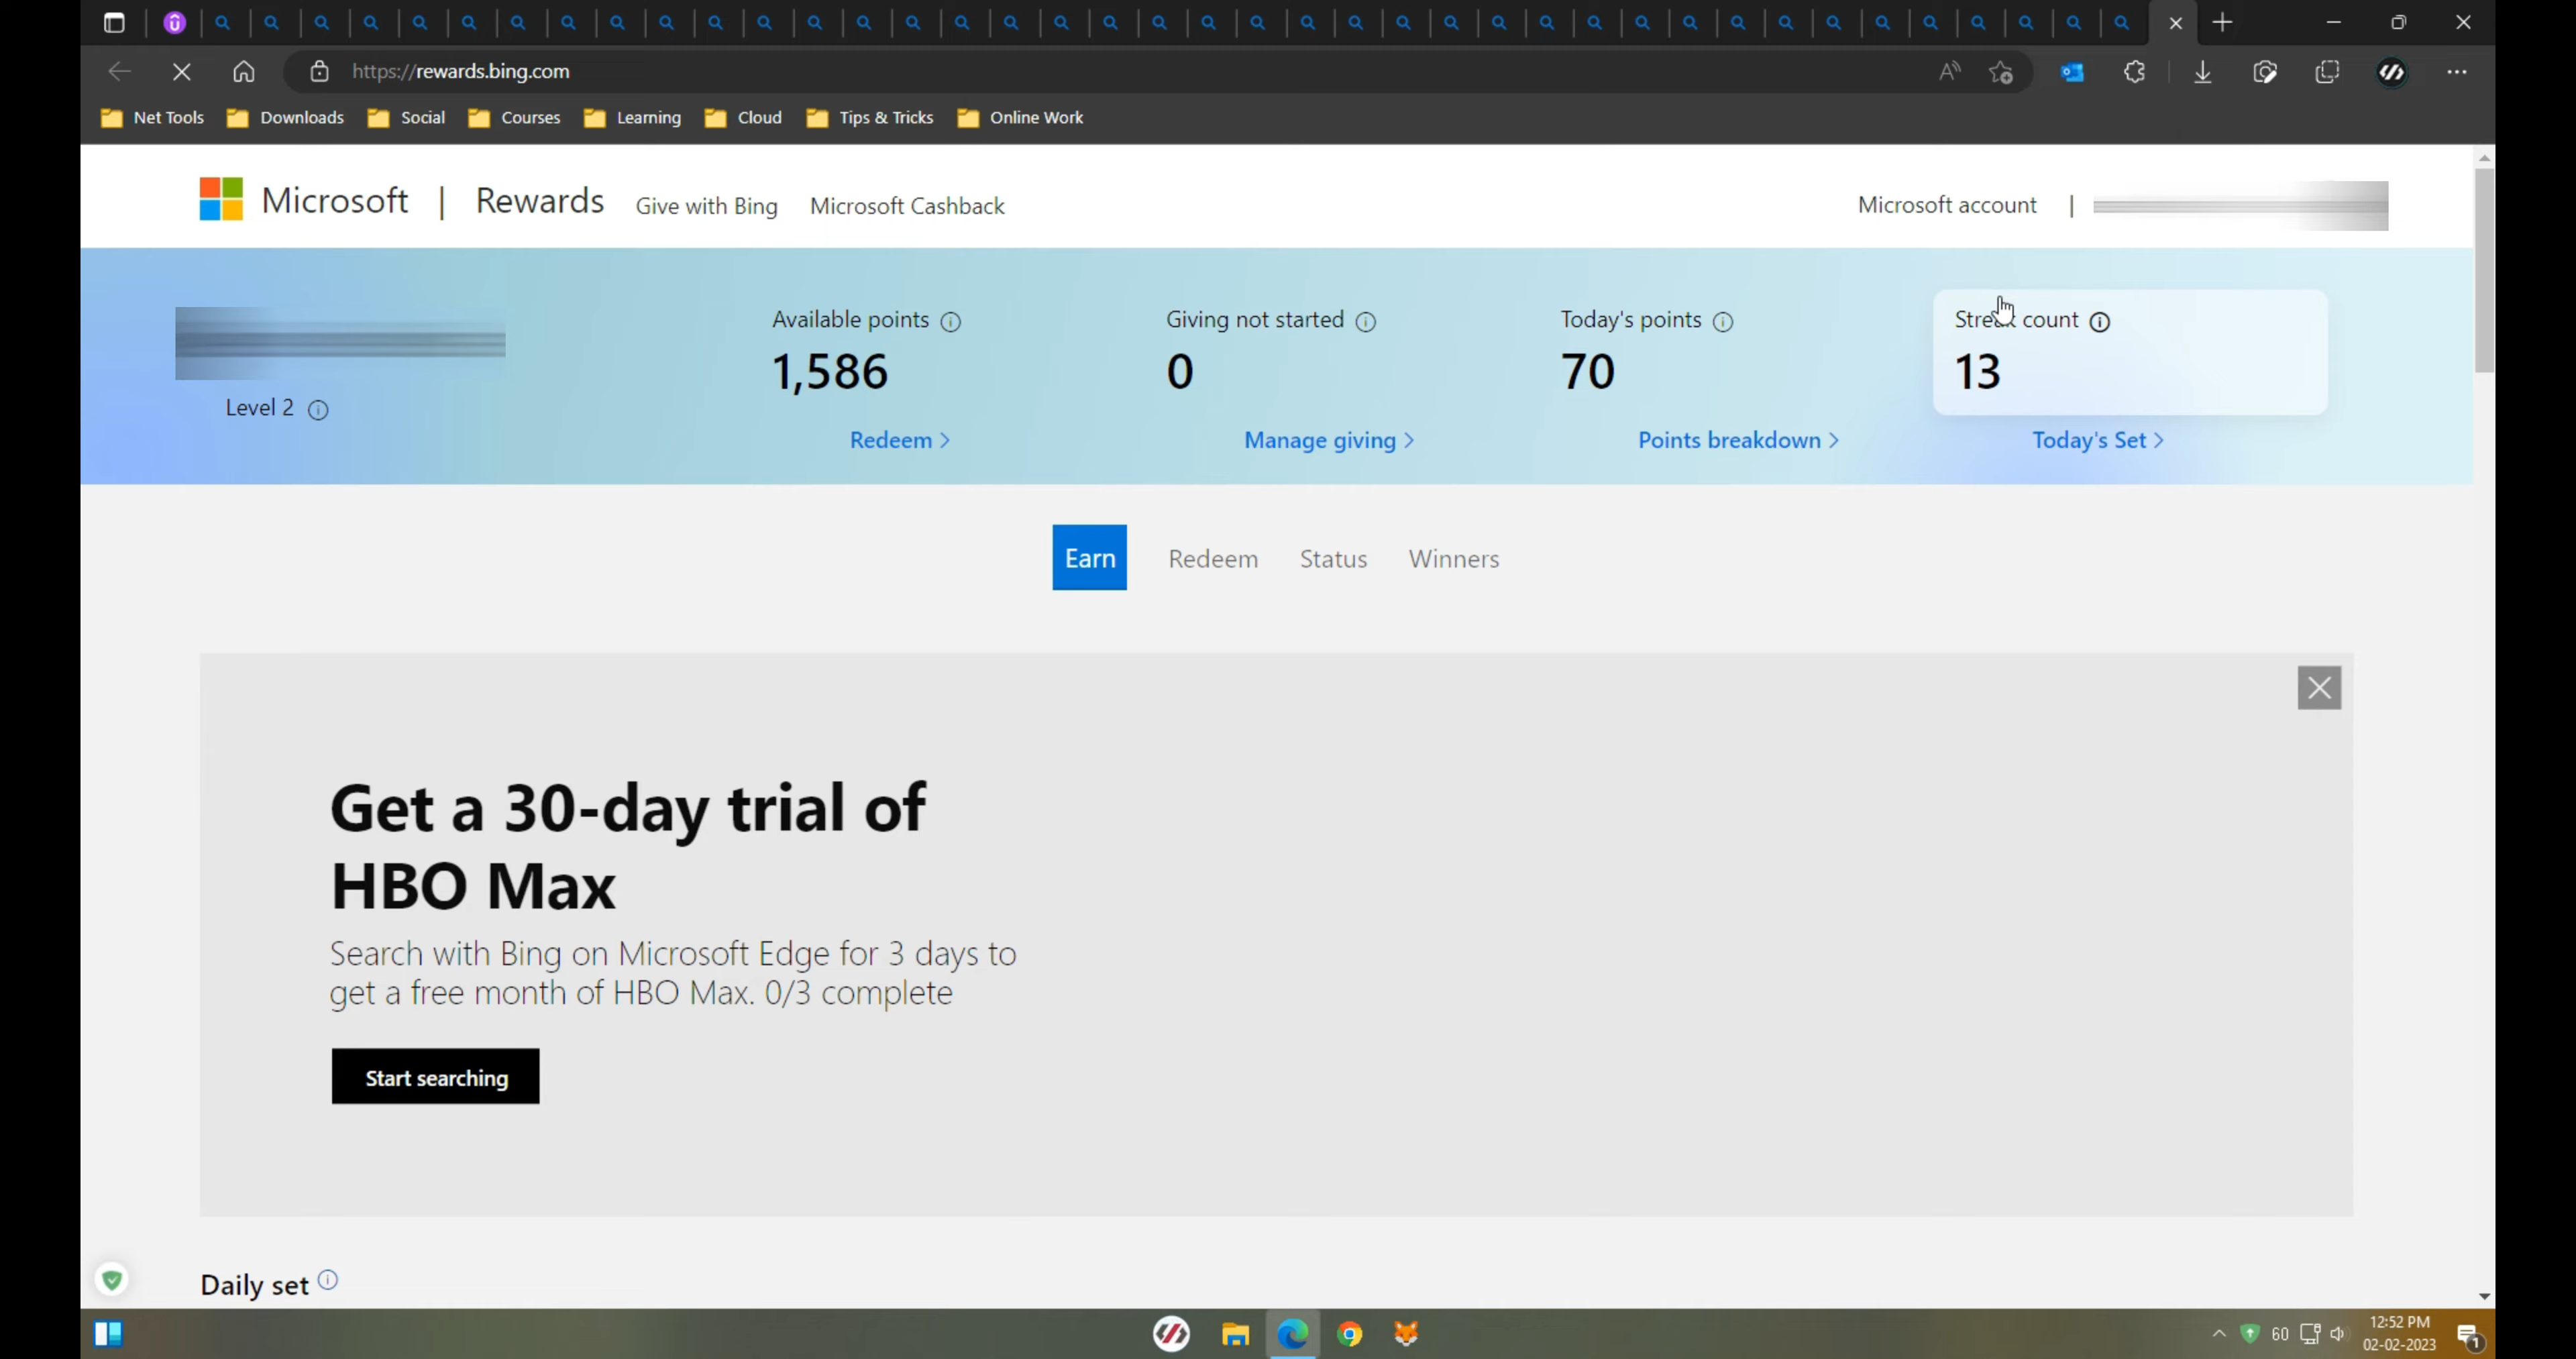 https://rewards.bing.com
Net Tools Downloads Social Courses Learning Cloud Tips & Tricks Online Work
Microsoft | Rewards Give with Bing Microsoft Cashback Microsoft account |
Available points Giving not started Today's points Streak count
1,586 0 70 13
Level 2
Redeem > Manage giving > Points breakdown > Today's Set >
Earn Redeem Status Winners
Get a 30-day trial of
HBO Max
Search with Bing on Microsoft Edge for 3 days to
get a free month of HBO Max. 0/3 complete
Start searching
Daily set
60 12:52 PM
02-02-2023
1